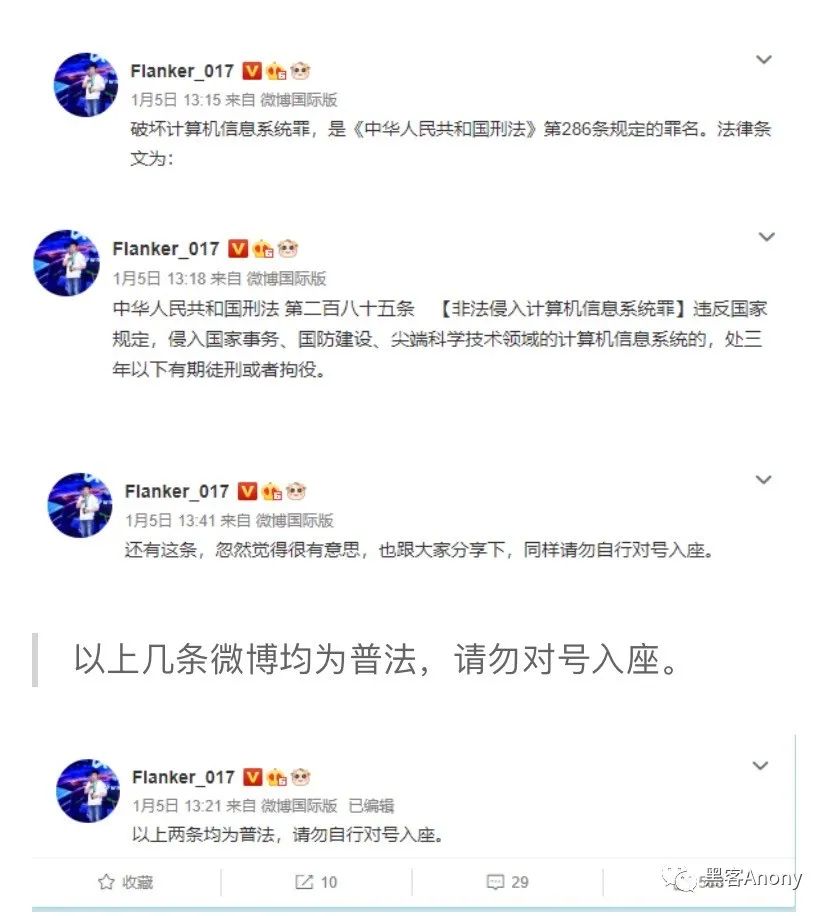 Flanker_017
1月5日 13:15 来自 微博国际版
破坏计算机信息系统罪，是《中华人民共和国刑法》第286条规定的罪名。法律条
文为：
Flanker_017
1月5日 13:18 来自 微博国际版
中华人民共和国刑法 第二百八十五条 【非法侵入计算机信息系统罪】违反国家
规定，侵入国家事务、国防建设、尖端科学技术领域的计算机信息系统的，处三
年以下有期徒刑或者拘役。
Flanker_017
1月5日 13:41 来自 微博国际版
还有这条，忽然觉得很有意思，也跟大家分享下，同样请勿自行对号入座。
以上几条微博均为普法，请勿对号入座。
Flanker_017
1月5日 13:21 来自 微博国际版 已编辑
以上两条均为普法，请勿自行对号入座。
收藏
10
29
黑客Anony